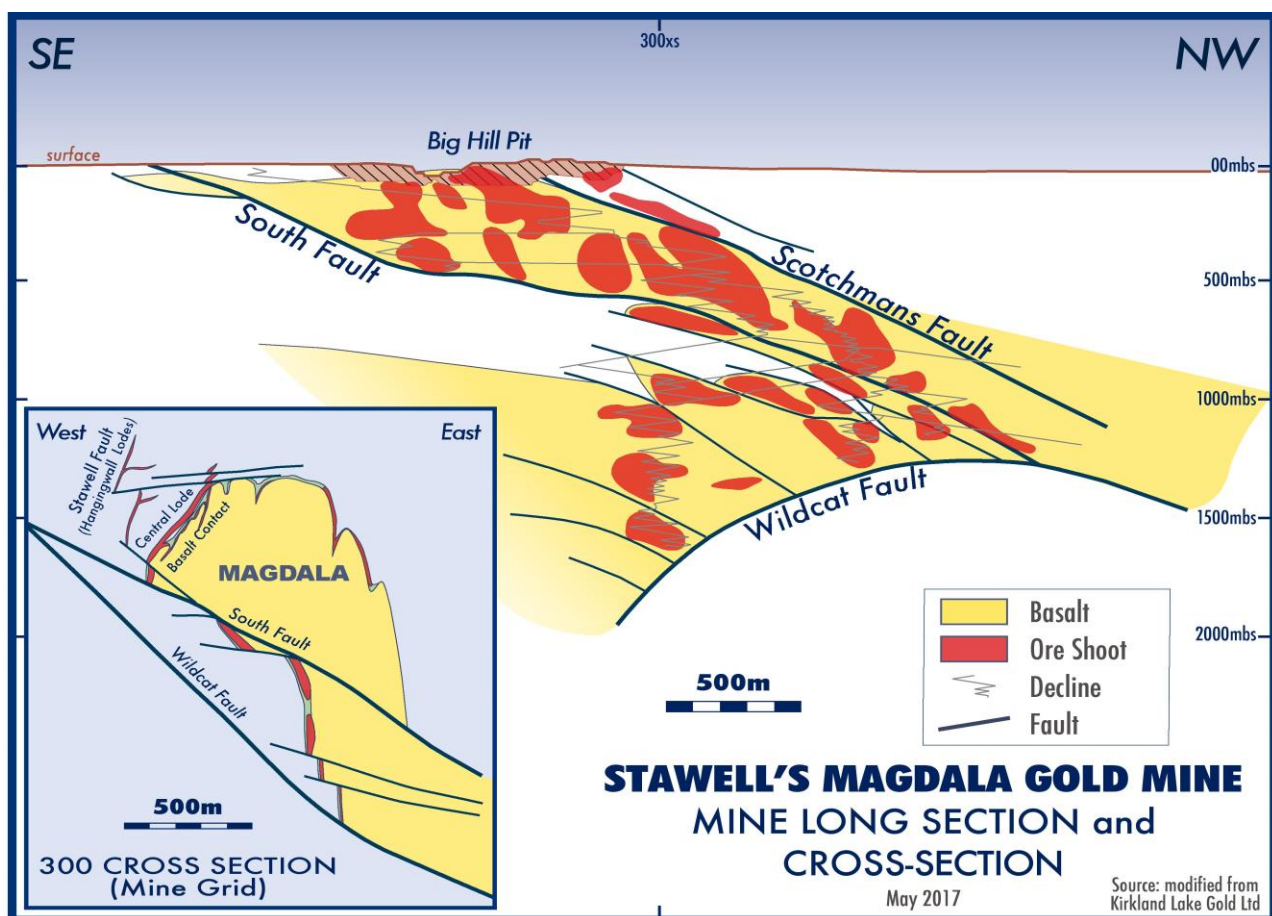 SE
300xs
NW
Big Hill Pit
surface
00mbs
South Fault
Scotchmans Fault
500mbs
1000mbs
Wildcat Fault
1500mbs
2000mbs
West
East
Stawell Fault
(Hangingwall Lodes)
Central Lode
Basalt Contact
MAGDALA
South Fault
Wildcat Fault
500m
300 CROSS SECTION
(Mine Grid)
Basalt
Ore Shoot
Decline
Fault
500m
STAWELL'S MAGDALA GOLD MINE
MINE LONG SECTION and
CROSS-SECTION
May 2017
Source: modified from
Kirkland Lake Gold Ltd